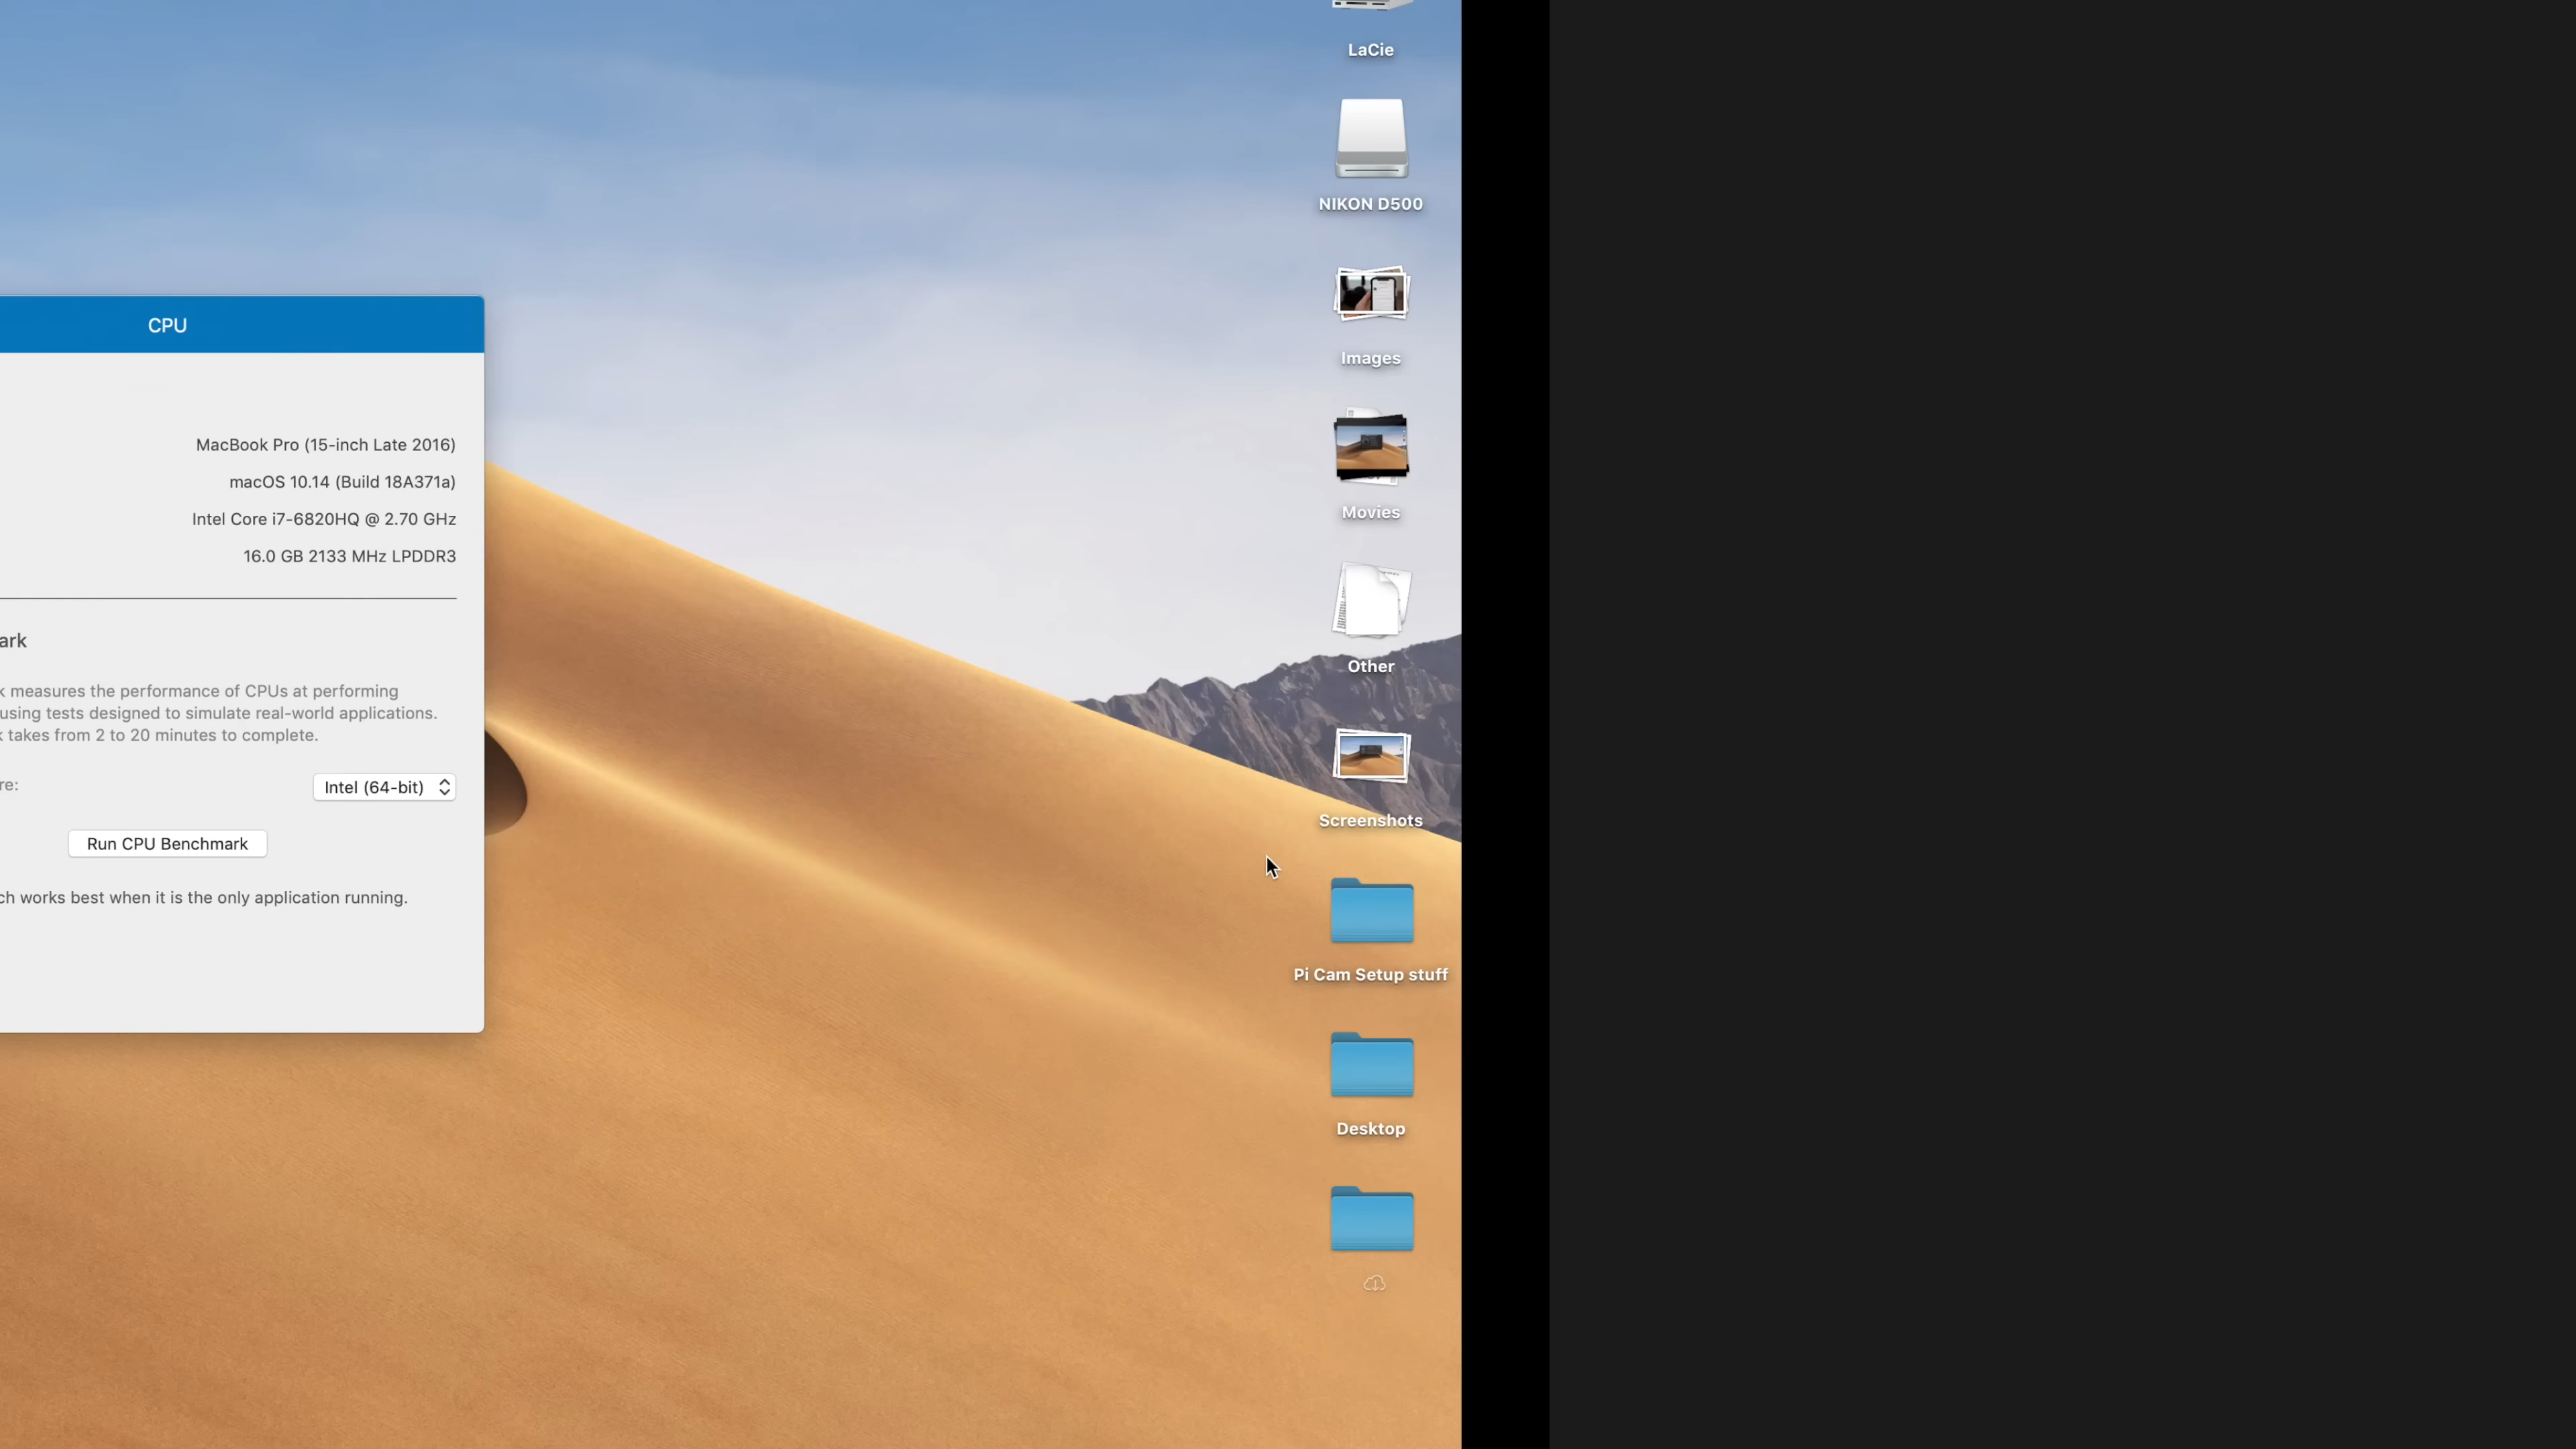 LaCie
NIKON D500
Images
Movies
Other
Screenshots
Pi Cam Setup stuff
Desktop
CPU
MacBook Pro (15-inch Late 2016)
macOS 10.14 (Build 18A371a)
Intel Core i7-6820HQ @ 2.70 GHz
16.0 GB 2133 MHz LPDDR3
measures the performance of CPUs at performing
using tests designed to simulate real-world applications.
takes from 2 to 20 minutes to complete.
Intel (64-bit)
Run CPU Benchmark
works best when it is the only application running.